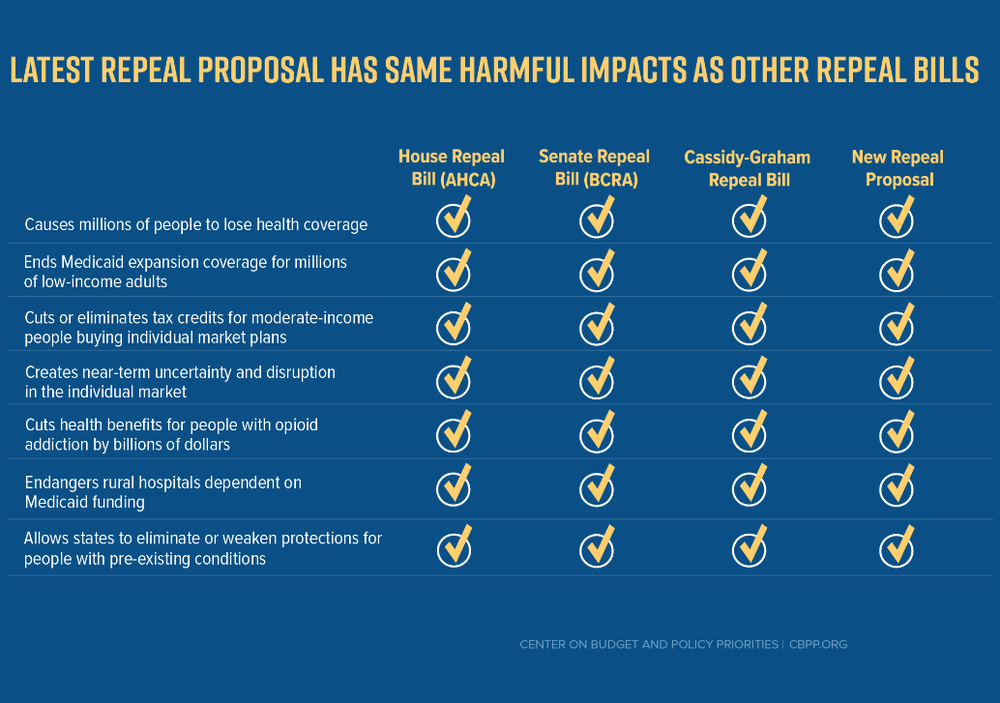 LATEST REPEAL PROPOSAL HAS SAME HARMFUL IMPACTS AS OTHER REPEAL BILLS
House Repeal
Bill (AHCA)
Senate Repeal
Bill (BCRA)
Cassidy-Graham
Repeal Bill
New Repeal
Proposal
Causes millions of people to lose health coverage
Ends Medicaid expansion coverage for millions
of low-income adults
Cuts or eliminates tax credits for moderate-income
people buying individual market plans
Creates near-term uncertainty and disruption
in the individual market
Cuts health benefits for people with opioid
addiction by billions of dollars
Endangers rural hospitals dependent on
Medicaid funding
Allows states to eliminate or weaken protections for
people with pre-existing conditions
CENTER ON BUDGET AND POLICY PRIORITIES | CBPP.ORG